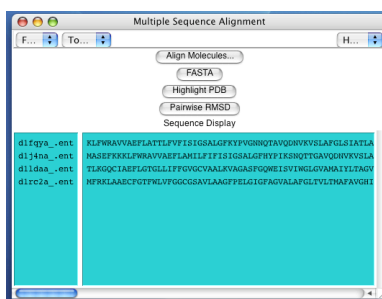 Multiple Sequence Alignment
F... To... H...
Align Molecules...
FASTA
Highlight PDB
Pairwise RMSD
Sequence Display
d1fqya_.ent KLFWRAVVAEFLATTLFVFISIGSALGFKYPVGNNQTAVQDNVKVSLAFGLSIATLA
d1j4na_.ent MASEFKKKLFWRAVVAEFLAMILFIFISIGSALGFHYPIKSNQTTGAVQDNVKVSLA
d1ldaa_.ent TLKGQCIAEFLGTGLLIFFGVGCVAALKVAGASFGQWEISVIWGLGVAMAIYLTAGV
d1rc2a_.ent MFRKLAAECFGTFWLVFGGCGSAVLAAGFPELGIGFAGVALAFGLTVLTMAFAVGHI